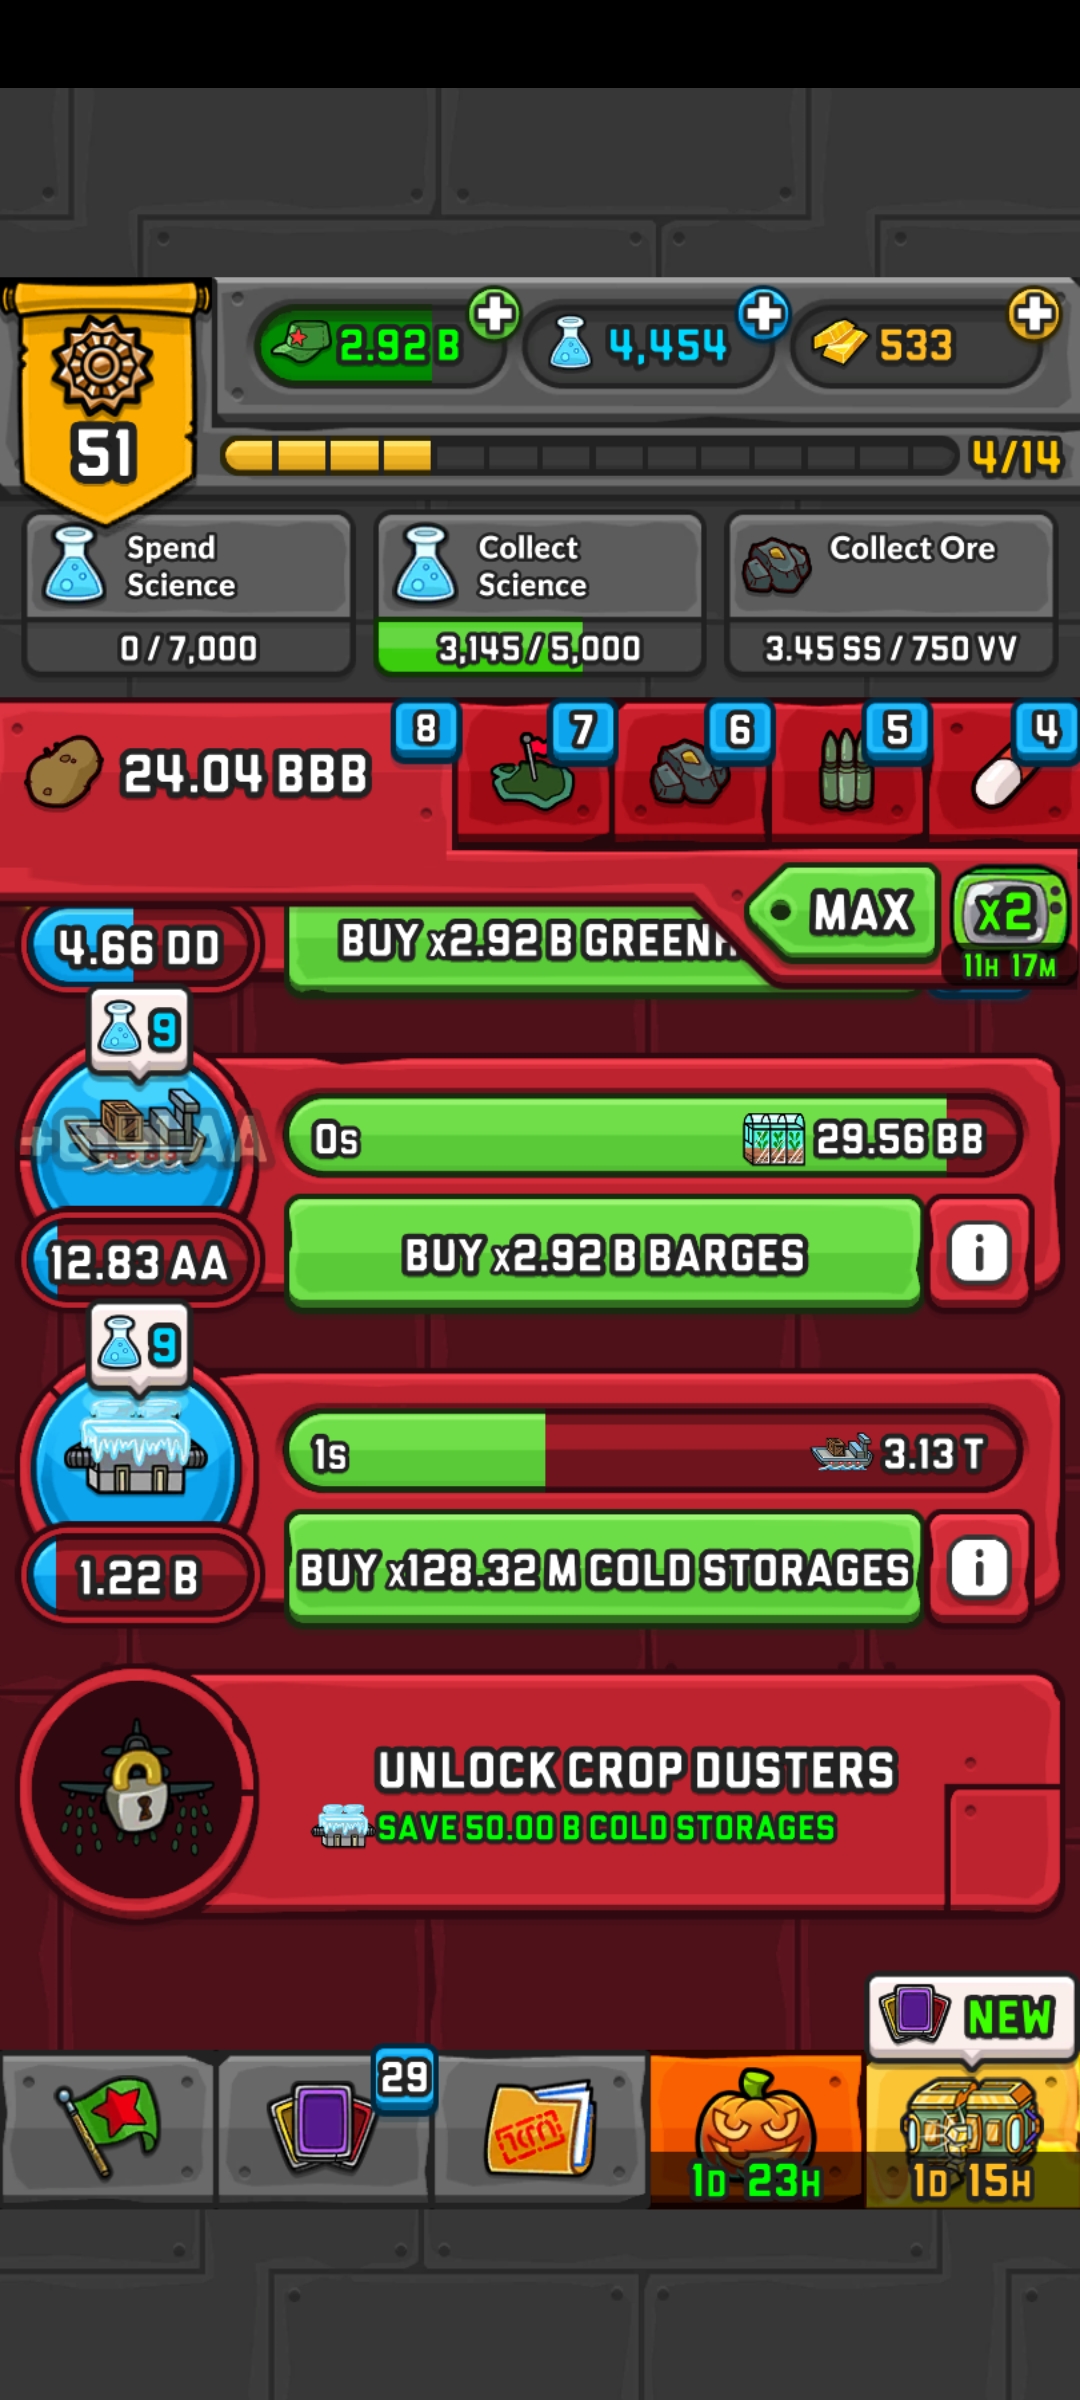 2.92 B
4,454
533
51
4/14
Spend
Science
0 / 7,000
Collect
Science
3,145 / 5,000
Collect Ore
3.45 SS / 750 VV
24.04 BBB
8
7
6
5
4
MAX
x2
11H 17M
4.66 DD
BUY x2.92 B GREENH
9
0s
29.56 BB
12.83 AA
BUY x2.92 B BARGES
i
9
1s
3.13 T
1.22 B
BUY x128.32 M COLD STORAGES
i
UNLOCK CROP DUSTERS
SAVE 50.00 B COLD STORAGES
NEW
29
1D 23H
1D 15H